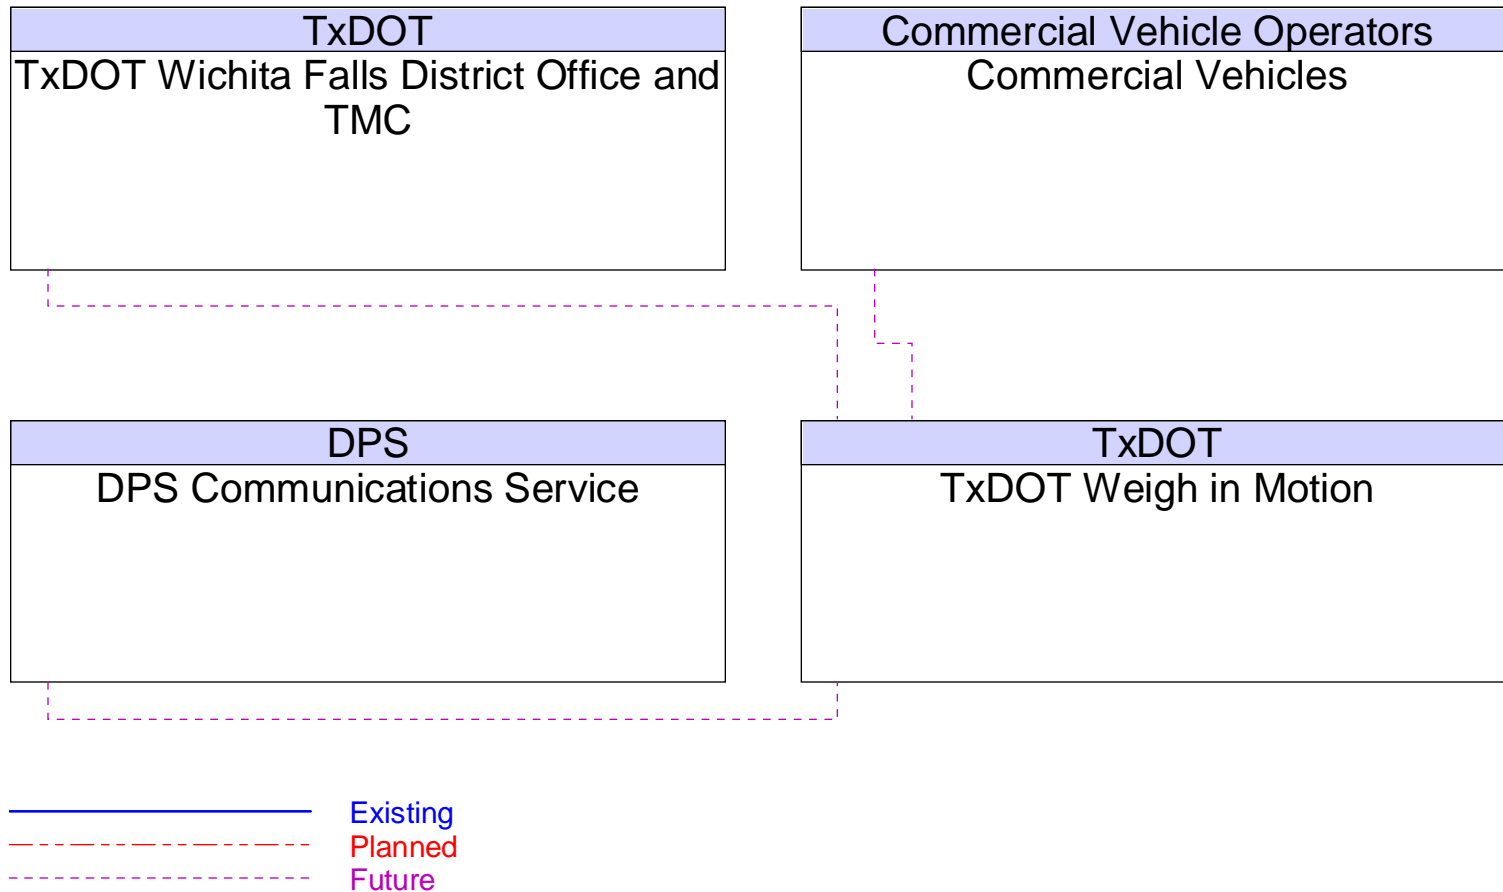 TxDOT
TxDOT Wichita Falls District Office and
TMC
Commercial Vehicle Operators
Commercial Vehicles
DPS
DPS Communications Service
TxDOT
TxDOT Weigh in Motion
Existing
Planned
Future